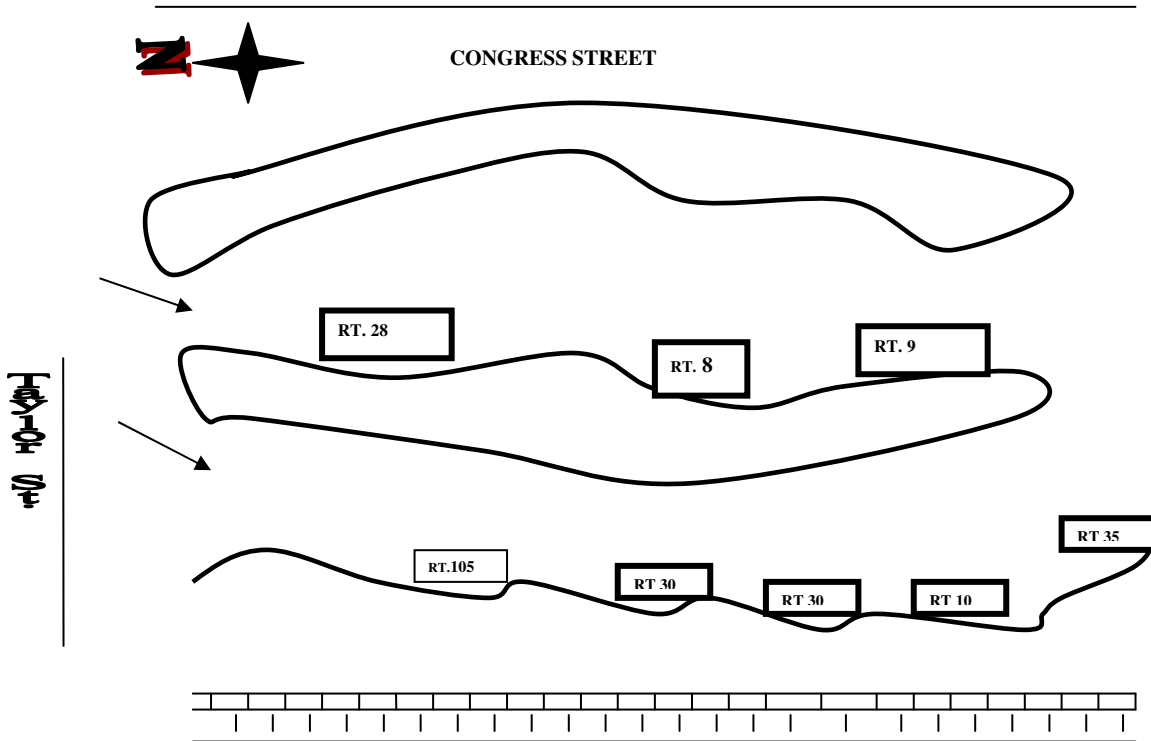 N
CONGRESS STREET
RT. 28
RT. 8
RT. 9
Taylor St
RT 35
RT.105
RT 30
RT 30
RT 10